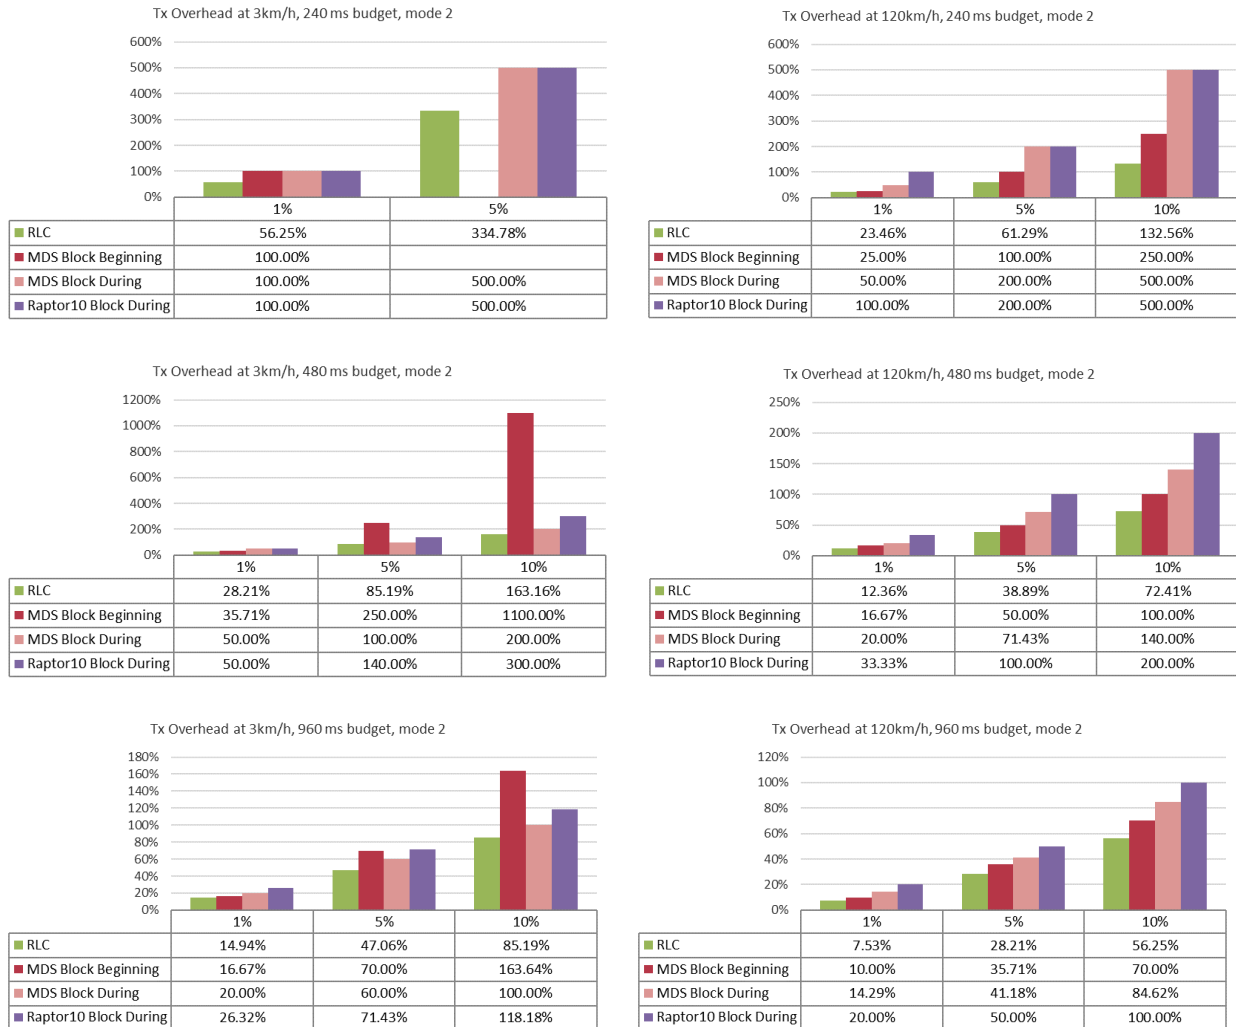 Tx Overhead at 3km/h, 240 ms budget, mode 2
600%
500%
400%
300%
200%
100%
0%
1% 5%
RLC 56.25% 334.78%
MDS Block Beginning 100.00%
MDS Block During 100.00% 500.00%
Raptor10 Block During 100.00% 500.00%
Tx Overhead at 120km/h, 240 ms budget, mode 2
600%
500%
400%
300%
200%
100%
0%
1% 5% 10%
RLC 23.46% 61.29% 132.56%
MDS Block Beginning 25.00% 100.00% 250.00%
MDS Block During 50.00% 200.00% 500.00%
Raptor10 Block During 100.00% 200.00% 500.00%
Tx Overhead at 3km/h, 480 ms budget, mode 2
1200%
1000%
800%
600%
400%
200%
0%
1% 5% 10%
RLC 28.21% 85.19% 163.16%
MDS Block Beginning 35.71% 250.00% 1100.00%
MDS Block During 50.00% 100.00% 200.00%
Raptor10 Block During 50.00% 140.00% 300.00%
Tx Overhead at 120km/h, 480 ms budget, mode 2
250%
200%
150%
100%
50%
0%
1% 5% 10%
RLC 12.36% 38.89% 72.41%
MDS Block Beginning 16.67% 50.00% 100.00%
MDS Block During 20.00% 71.43% 140.00%
Raptor10 Block During 33.33% 100.00% 200.00%
Tx Overhead at 3km/h, 960 ms budget, mode 2
180%
160%
140%
120%
100%
80%
60%
40%
20%
0%
1% 5% 10%
RLC 14.94% 47.06% 85.19%
MDS Block Beginning 16.67% 70.00% 163.64%
MDS Block During 20.00% 60.00% 100.00%
Raptor10 Block During 26.32% 71.43% 118.18%
Tx Overhead at 120km/h, 960 ms budget, mode 2
120%
100%
80%
60%
40%
20%
0%
1% 5% 10%
RLC 7.53% 28.21% 56.25%
MDS Block Beginning 10.00% 35.71% 70.00%
MDS Block During 14.29% 41.18% 84.62%
Raptor10 Block During 20.00% 50.00% 100.00%